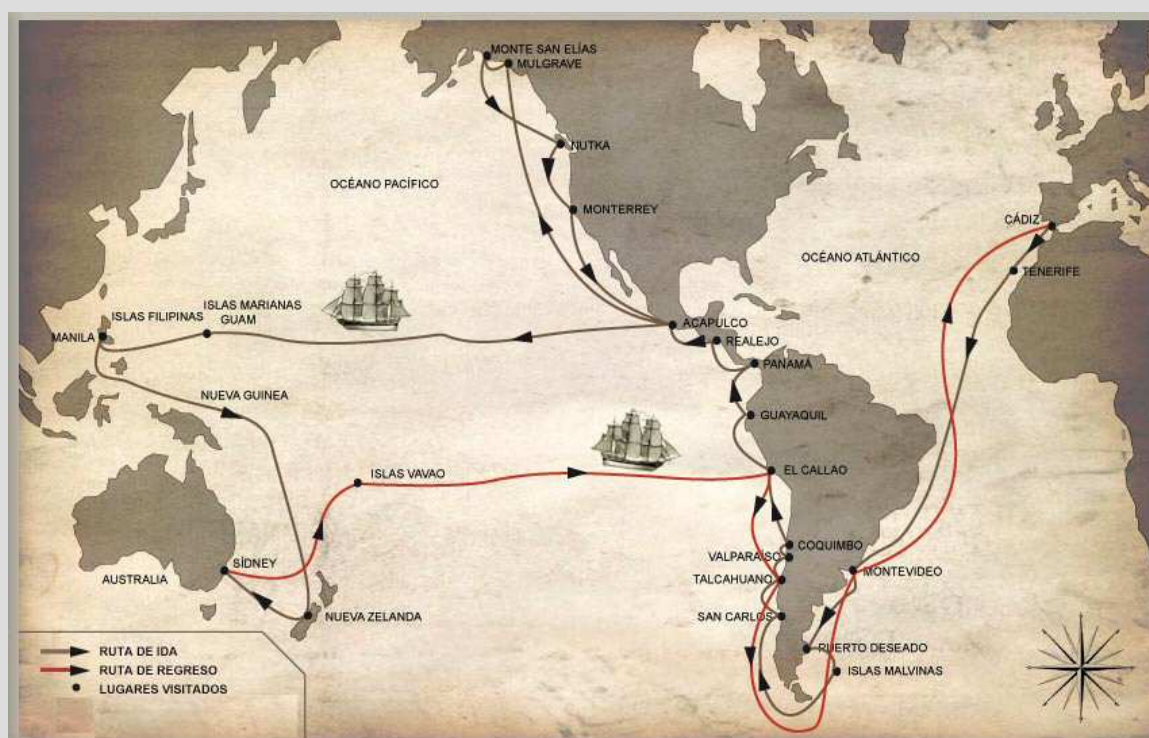 MONTE SAN ELÍAS
MULGRAVE
NUTKA
OCÉANO PACÍFICO
MONTERREY
CÁDIZ
OCÉANO ATLÁNTICO
TENERIFE
ISLAS MARIANAS
GUAM
ISLAS FILIPINAS
MANILA
ACAPULCO
REALEJO
PANAMÁ
NUEVA GUINEA
GUAYAQUIL
ISLAS VAVAO
EL CALLAO
COQUIMBO
VALPARAÍSO
SÍDNEY
AUSTRALIA
TALCAHUANO
MONTEVIDEO
NUEVA ZELANDA
SAN CARLOS
PUERTO DESEADO
ISLAS MALVINAS
RUTA DE IDA
RUTA DE REGRESO
LUGARES VISITADOS